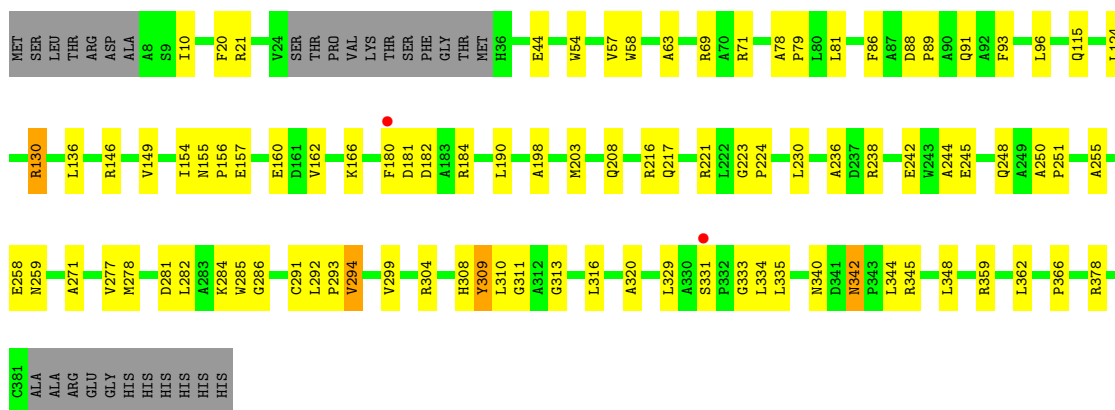 MET SER LEU THR ARG ASP ALA A8 S9 I10 F20 R21 V24 SER THR PRO VAL LYS THR SER PHE GLY THR MET H36 E44 W54 V57 W58 A63 R69 A70 R71 A78 P79 L80 L81 F86 A87 D88 P89 A90 Q91 A92 F93 L96 Q115 L124
R130 L136 R146 V149 I154 N155 P156 E157 E160 D161 V162 K166 F180 D181 D182 A183 R184 L190 A198 M203 Q208 R216 Q217 R221 L222 G223 P224 L230 A236 D237 R238 E242 W243 A244 E245 Q248 A249 A250 P251 A255
E258 N259 A271 V277 M278 D281 L282 A283 K284 W285 G286 C291 L292 P293 V294 V299 R304 H308 Y309 L310 G311 A312 G313 L316 A320 L329 A330 S331 P332 G333 L334 L335 N340 D341 N342 P343 L344 R345 L348 R359 L362 P366 R378
C381 ALA ALA ARG GLU GLY HIS HIS HIS HIS HIS HIS